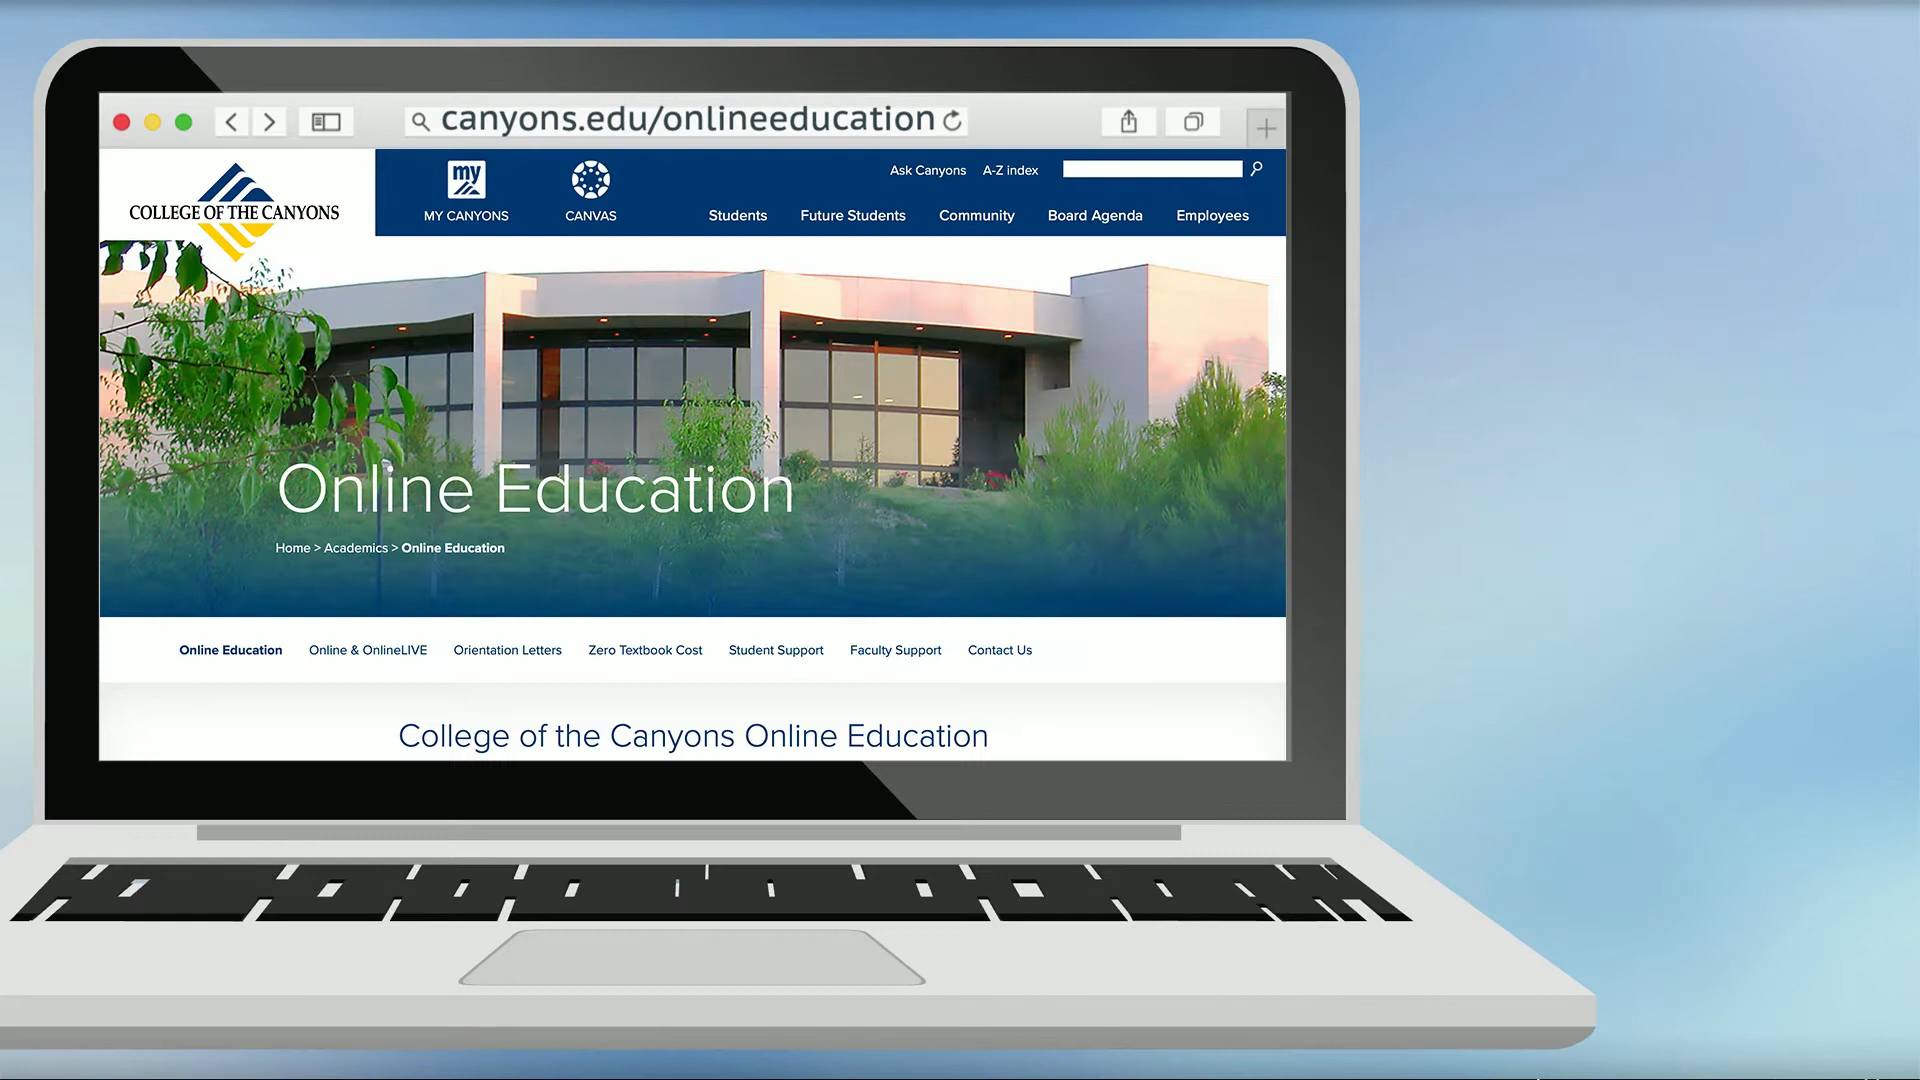 canyons.edu/onlineeducation
COLLEGE OF THE CANYONS
my
MY CANYONS
CANVAS
Ask Canyons A-Z index
Students Future Students Community Board Agenda Employees
Online Education
Home > Academics > Online Education
Online Education Online & OnlineLIVE Orientation Letters Zero Textbook Cost Student Support Faculty Support Contact Us
College of the Canyons Online Education